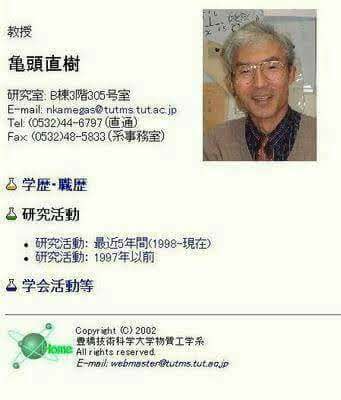 教授
亀頭直樹
研究室: B棟3階305号室
E-mail: nkamegas@tutms.tut.ac.jp
Tel: (0532)44-6797(直通)
Fax: (0532)48-5833(系事務室)
学歴・職歴
研究活動
研究活動: 最近5年間(1998-現在)
研究活動: 1997年以前
学会活動等
Home
Copyright (C) 2002
豊橋技術科学大学物質工学系
All rights reserved.
E-mail: webmaster@tutms.tut.ac.jp